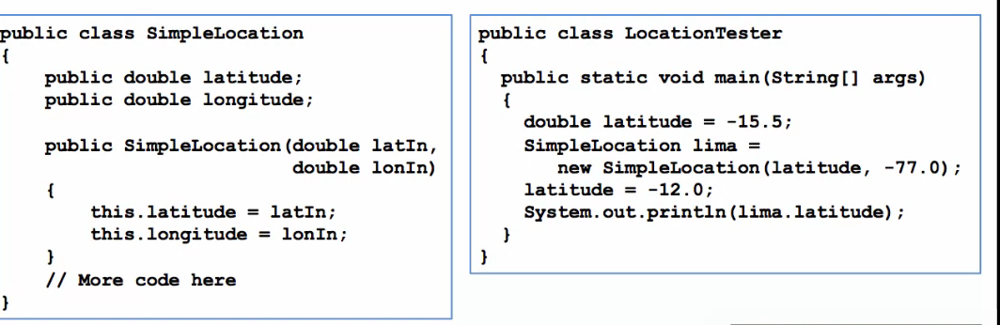 public class SimpleLocation
{
    public double latitude;
    public double longitude;

    public SimpleLocation(double latIn,
                          double lonIn)
    {
        this.latitude = latIn;
        this.longitude = lonIn;
    }
    // More code here
}
public class LocationTester
{
  public static void main(String[] args)
  {
    double latitude = -15.5;
    SimpleLocation lima =
       new SimpleLocation(latitude, -77.0);
    latitude = -12.0;
    System.out.println(lima.latitude);
  }
}